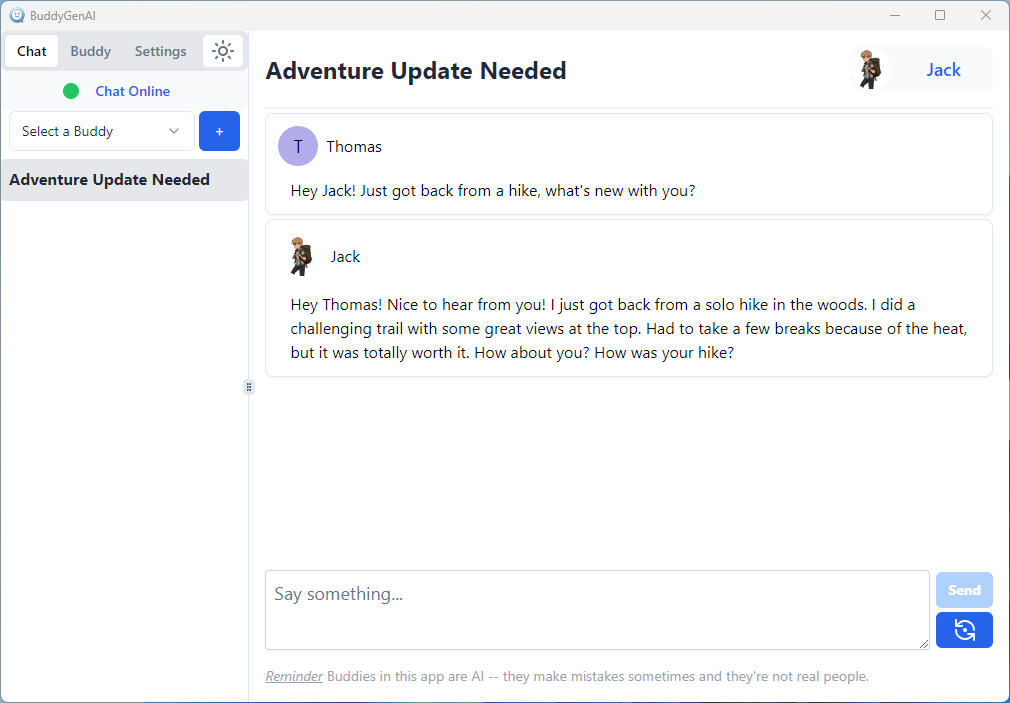 BuddyGenAI
Chat Buddy Settings
Chat Online
Select a Buddy
+
Adventure Update Needed
Adventure Update Needed
Jack
T Thomas
Hey Jack! Just got back from a hike, what's new with you?
Jack
Hey Thomas! Nice to hear from you! I just got back from a solo hike in the woods. I did a
challenging trail with some great views at the top. Had to take a few breaks because of the heat,
but it was totally worth it. How about you? How was your hike?
Say something...
Send
Reminder Buddies in this app are AI -- they make mistakes sometimes and they're not real people.